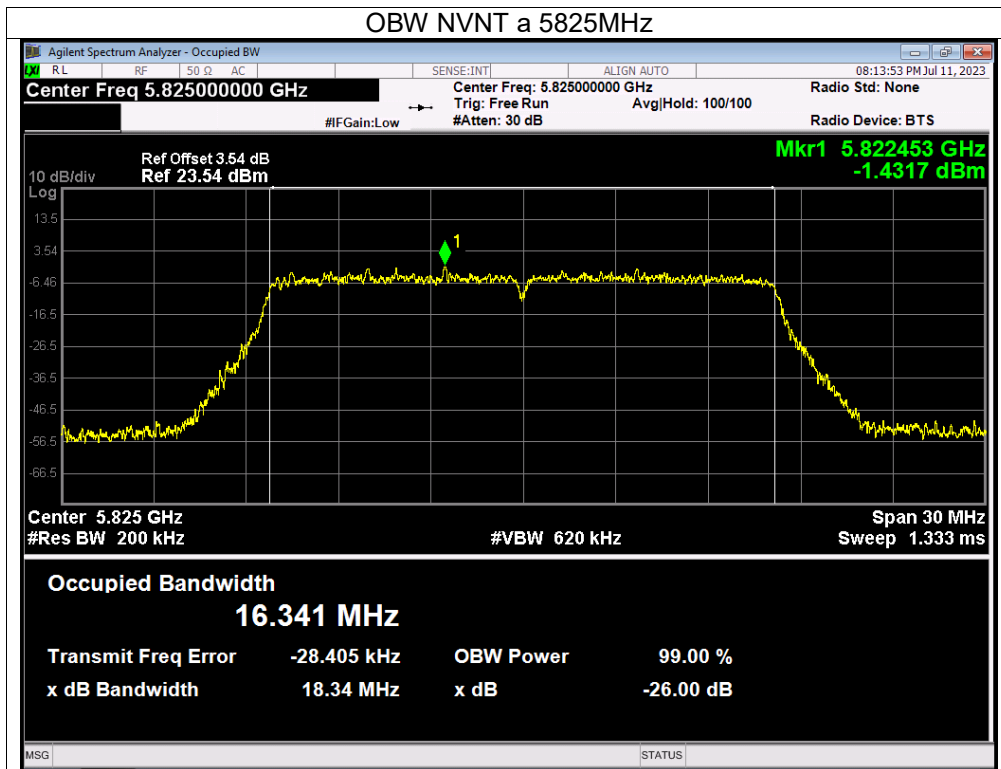 OBW NVNT a 5825MHz
Agilent Spectrum Analyzer - Occupied BW
LXI RL RF 50 Ω AC SENSE:INT ALIGN AUTO 08:13:53 PM Jul 11, 2023
Center Freq 5.825000000 GHz Center Freq: 5.825000000 GHz Radio Std: None
Trig: Free Run Avg|Hold: 100/100
#IFGain:Low #Atten: 30 dB Radio Device: BTS
Mkr1 5.822453 GHz
-1.4317 dBm
Ref Offset 3.54 dB
10 dB/div Ref 23.54 dBm
Log
13.5
3.54
1
-6.46
-16.5
-26.5
-36.5
-46.5
-56.5
-66.5
Center 5.825 GHz Span 30 MHz
#Res BW 200 kHz #VBW 620 kHz Sweep 1.333 ms
Occupied Bandwidth
16.341 MHz
Transmit Freq Error -28.405 kHz OBW Power 99.00 %
x dB Bandwidth 18.34 MHz x dB -26.00 dB
MSG STATUS